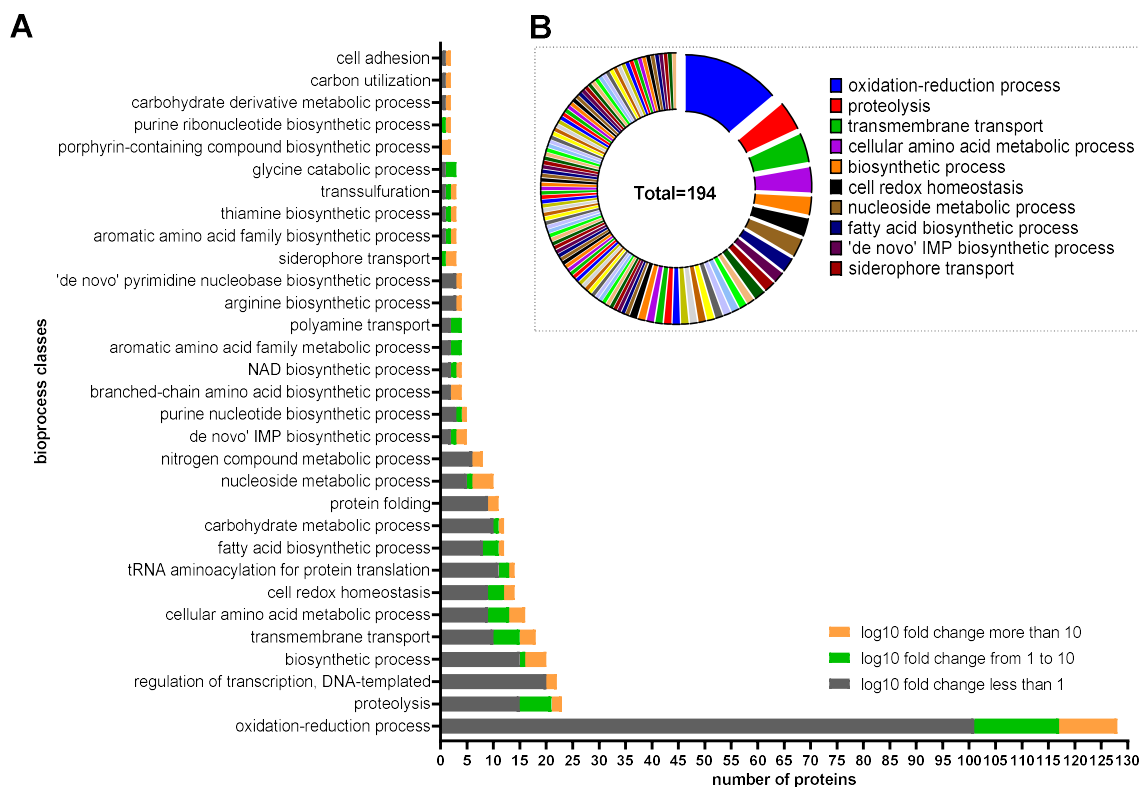 A
bioprocess classes
cell adhesion
carbon utilization
carbohydrate derivative metabolic process
purine ribonucleotide biosynthetic process
porphyrin-containing compound biosynthetic process
glycine catabolic process
transsulfuration
thiamine biosynthetic process
aromatic amino acid family biosynthetic process
siderophore transport
'de novo' pyrimidine nucleobase biosynthetic process
arginine biosynthetic process
polyamine transport
aromatic amino acid family metabolic process
NAD biosynthetic process
branched-chain amino acid biosynthetic process
purine nucleotide biosynthetic process
de novo' IMP biosynthetic process
nitrogen compound metabolic process
nucleoside metabolic process
protein folding
carbohydrate metabolic process
fatty acid biosynthetic process
tRNA aminoacylation for protein translation
cell redox homeostasis
cellular amino acid metabolic process
transmembrane transport
biosynthetic process
regulation of transcription, DNA-templated
proteolysis
oxidation-reduction process
0 5 10 15 20 25 30 35 40 45 50 55 60 65 70 75 80 85 90 95 100 105 110 115 120 125 130
number of proteins
log10 fold change more than 10
log10 fold change from 1 to 10
log10 fold change less than 1
B
Total=194
oxidation-reduction process
proteolysis
transmembrane transport
cellular amino acid metabolic process
biosynthetic process
cell redox homeostasis
nucleoside metabolic process
fatty acid biosynthetic process
'de novo' IMP biosynthetic process
siderophore transport